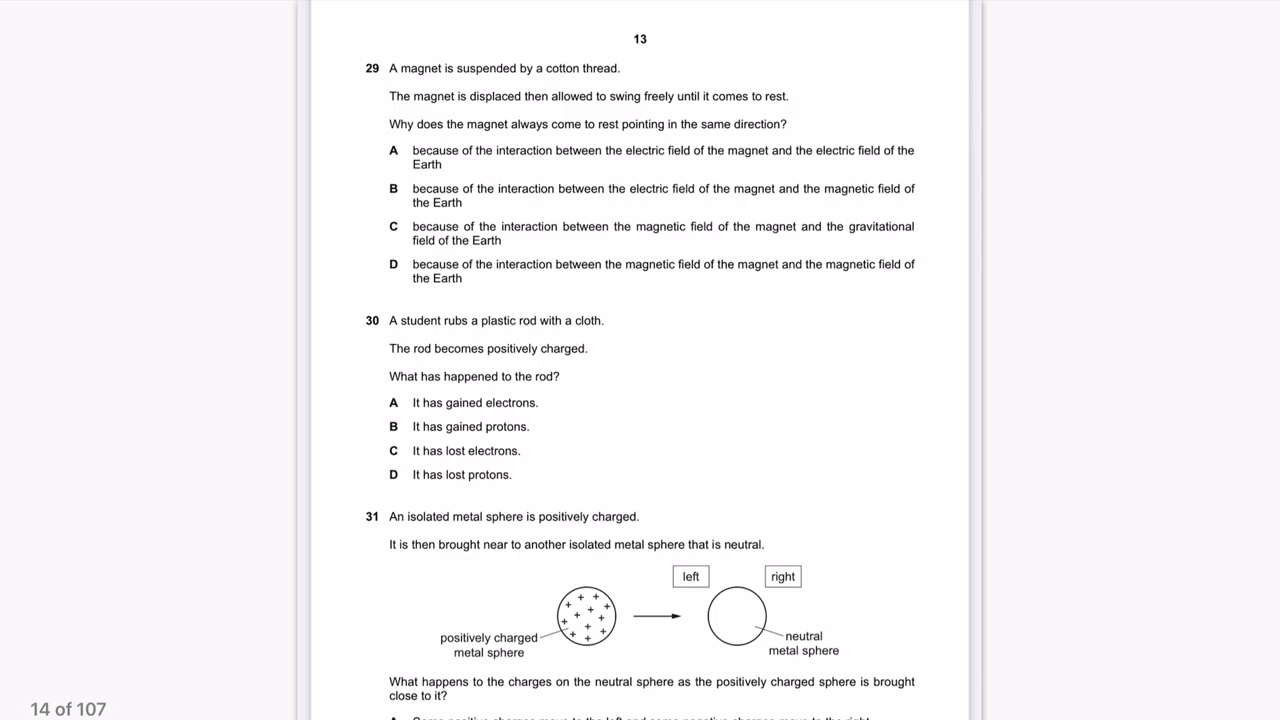 13
29 A magnet is suspended by a cotton thread.
The magnet is displaced then allowed to swing freely until it comes to rest.
Why does the magnet always come to rest pointing in the same direction?
A because of the interaction between the electric field of the magnet and the electric field of the
Earth
B because of the interaction between the electric field of the magnet and the magnetic field of
the Earth
C because of the interaction between the magnetic field of the magnet and the gravitational
field of the Earth
D because of the interaction between the magnetic field of the magnet and the magnetic field of
the Earth
30 A student rubs a plastic rod with a cloth.
The rod becomes positively charged.
What has happened to the rod?
A It has gained electrons.
B It has gained protons.
C It has lost electrons.
D It has lost protons.
31 An isolated metal sphere is positively charged.
It is then brought near to another isolated metal sphere that is neutral.
left right
positively charged
metal sphere
neutral
metal sphere
What happens to the charges on the neutral sphere as the positively charged sphere is brought
close to it?
14 of 107